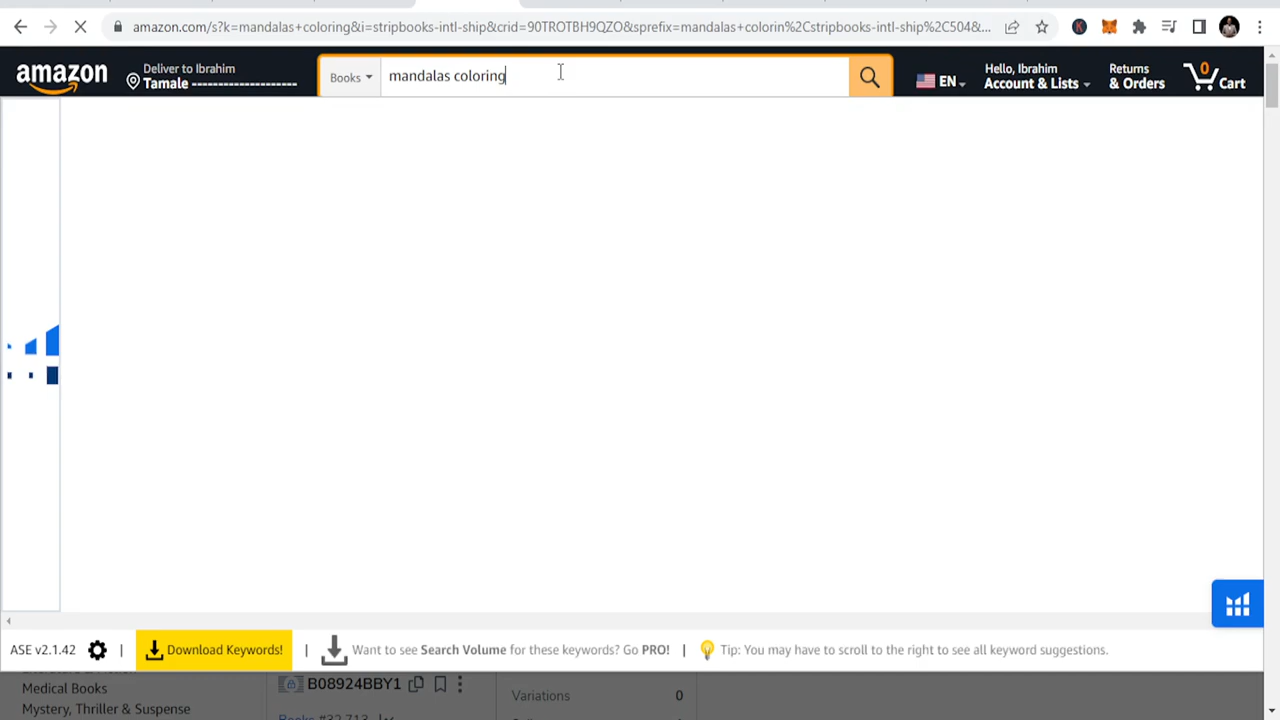 amazon.com/s?k=mandalas+coloring&i=stripbooks-intl-ship&crid=90TROTBH9QZO&sprefix=mandalas+colorin%2Cstripbooks-intl-ship%2C504&...
amazon
Deliver to Ibrahim
Tamale
Books
mandalas coloring
EN
Hello, Ibrahim
Account & Lists
Returns
& Orders
0
Cart
ASE v2.1.42
Download Keywords!
Want to see Search Volume for these keywords? Go PRO!
Tip: You may have to scroll to the right to see all keyword suggestions.
Medical Books
Mystery, Thriller & Suspense
B08924BBY1
Variations
0
Books #32,713